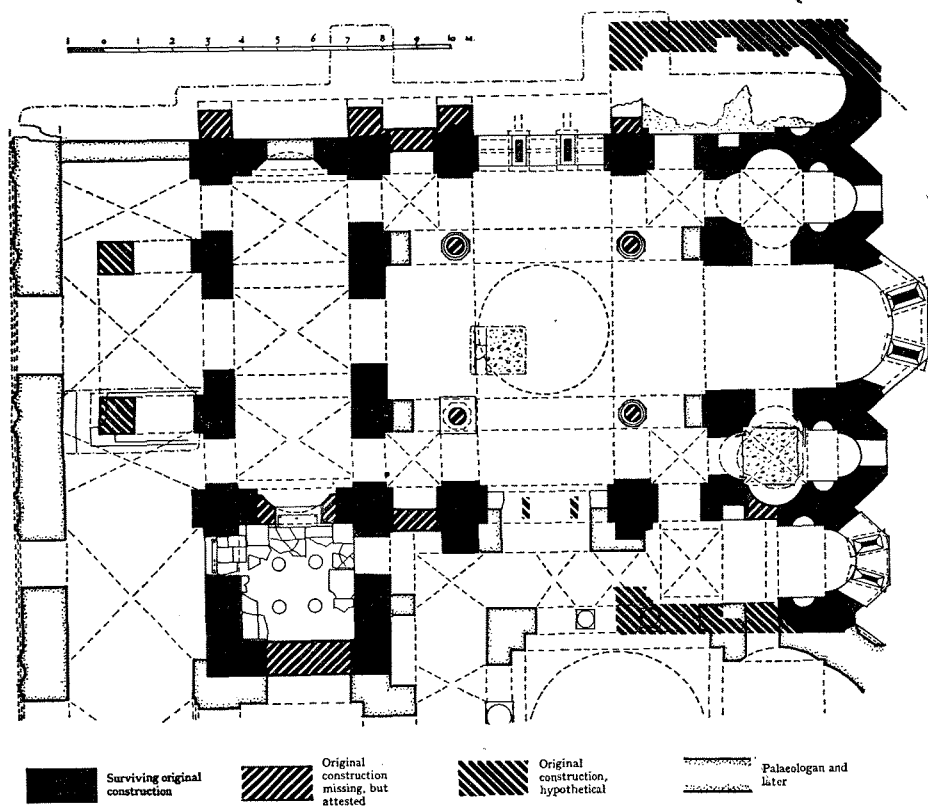 1 0 1 2 3 4 5 6 7 8 9 10 M.
Surviving original
construction
Original
construction
missing, but
attested
Original
construction,
hypothetical
Palaeologan and
later